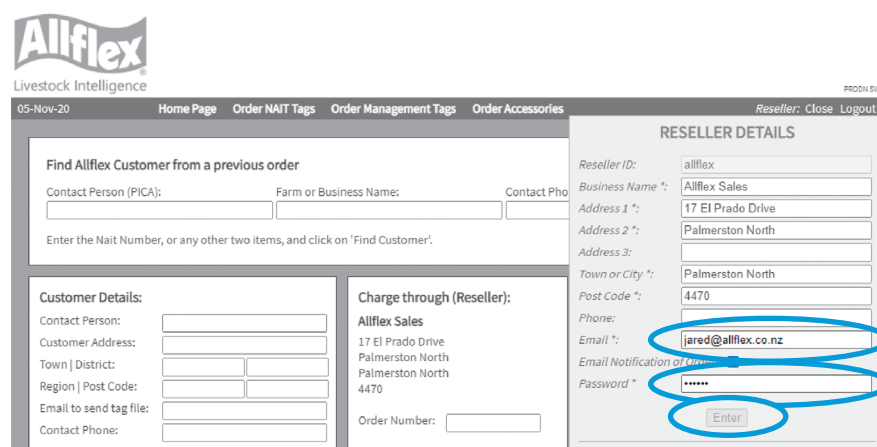 Allflex®
Livestock Intelligence
PRODN
05-Nov-20 Home Page Order NAIT Tags Order Management Tags Order Accessories Reseller: Close Logout
RESELLER DETAILS
Find Allflex Customer from a previous order
Contact Person (PICA): Farm or Business Name: Contact Pho
Enter the Nait Number, or any other two items, and click on 'Find Customer'.
Customer Details:
Contact Person:
Customer Address:
Town | District:
Region | Post Code:
Email to send tag file:
Contact Phone:
Charge through (Reseller):
Allflex Sales
17 El Prado Drive
Palmerston North
Palmerston North
4470
Order Number:
Reseller ID: allflex
Business Name *: Allflex Sales
Address 1 *: 17 El Prado Drive
Address 2 *: Palmerston North
Address 3:
Town or City *: Palmerston North
Post Code *: 4470
Phone:
Email *: jared@allflex.co.nz
Email Notification of
Password * ••••••
Enter